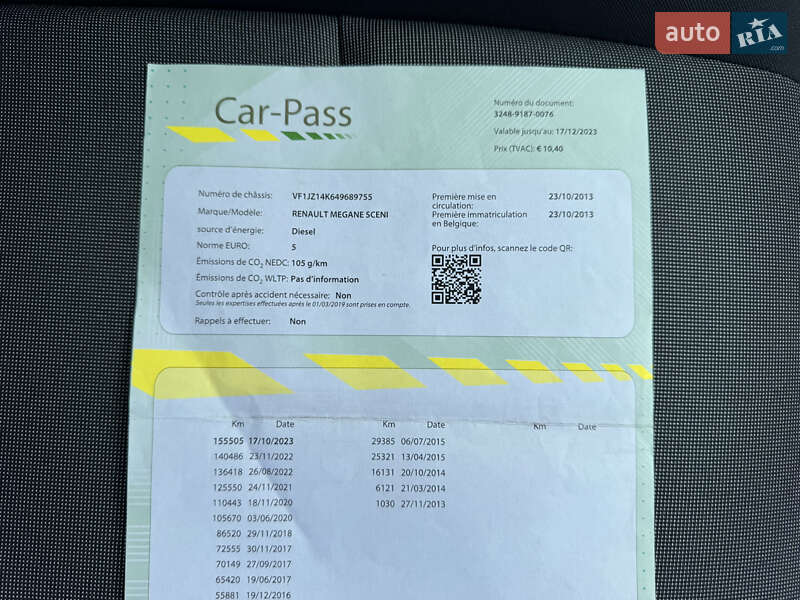 auto RIA .com
Car-Pass
Numéro du document:
3248-9187-0076
Valable jusqu'au: 17/12/2023
Prix (TVAC): € 10,40
Numéro de châssis: VF1JZ14K649689755
Marque/Modèle: RENAULT MEGANE SCENI
source d'énergie: Diesel
Norme EURO: 5
Émissions de CO2 NEDC: 105 g/km
Émissions de CO2 WLTP: Pas d'information
Contrôle après accident nécessaire: Non
Seules les expertises effectuées après le 01/03/2019 sont prises en compte.
Rappels à effectuer: Non
Première mise en circulation: 23/10/2013
Première immatriculation en Belgique: 23/10/2013
Pour plus d'infos, scannez le code QR:
Km Date Km Date Km Date
155505 17/10/2023 29385 06/07/2015
140486 23/11/2022 25321 13/04/2015
136418 26/08/2022 16131 20/10/2014
125550 24/11/2021 6121 21/03/2014
110443 18/11/2020 1030 27/11/2013
105670 03/06/2020
86520 29/11/2018
72555 30/11/2017
70149 27/09/2017
65420 19/06/2017
55881 19/12/2016